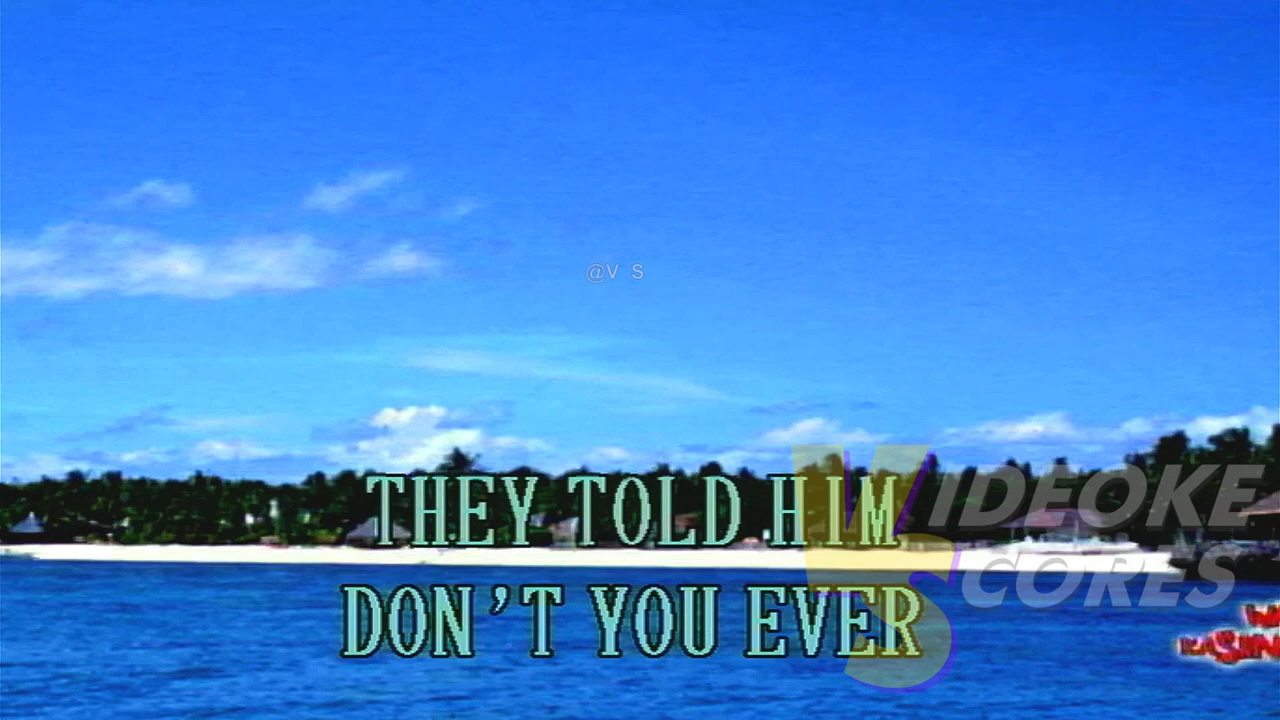 @V S
THEY TOLD HIM
DON'T YOU EVER
VIDEOKE
SCORES